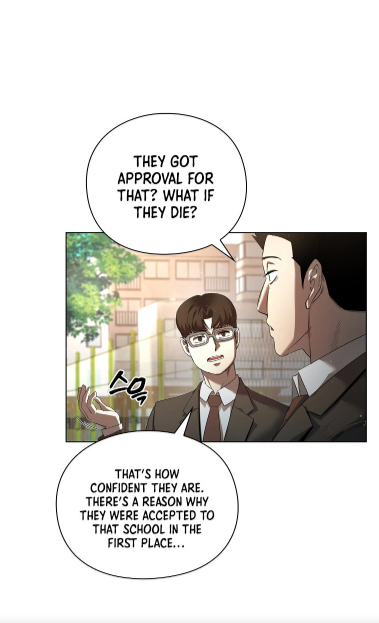 THEY GOT
APPROVAL FOR
THAT? WHAT IF
THEY DIE?
스윽
THAT'S HOW
CONFIDENT THEY ARE.
THERE'S A REASON WHY
THEY WERE ACCEPTED TO
THAT SCHOOL IN THE
FIRST PLACE...